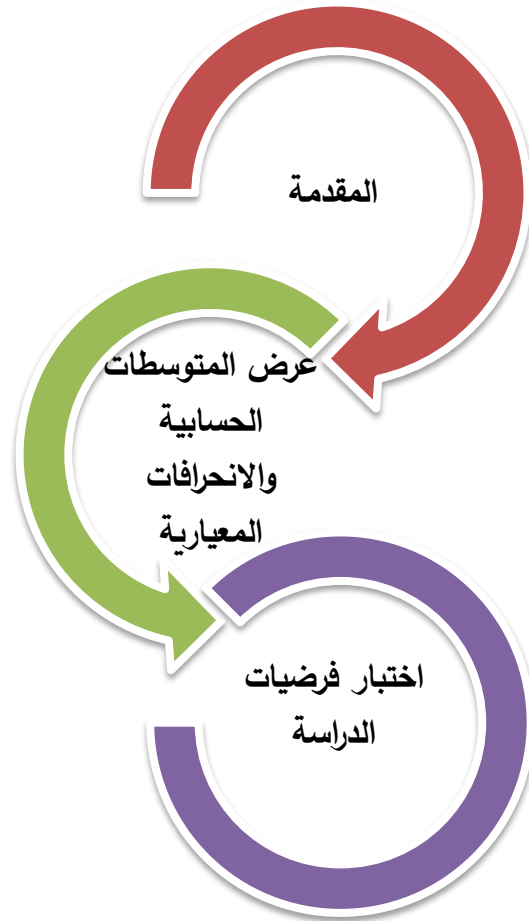 المقدمة
عرض المتوسطات
الحسابية
والانحرافات
المعيارية
اختبار فرضيات
الدراسة